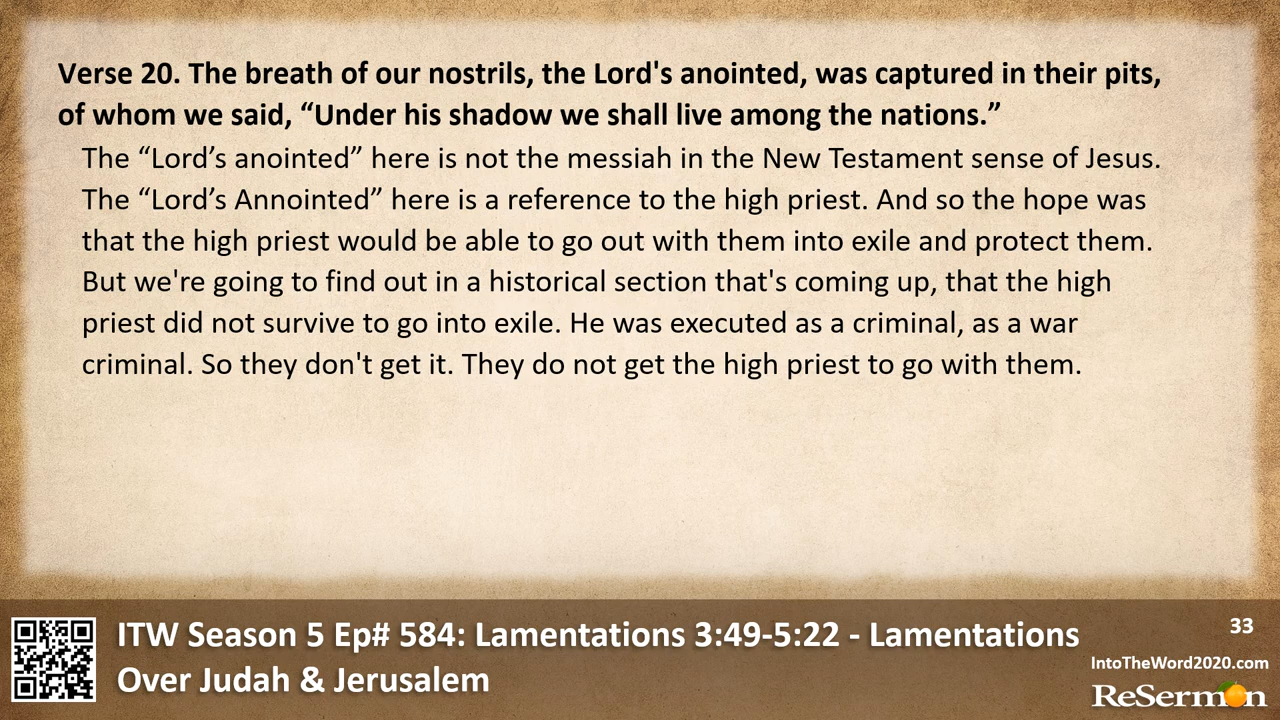 Verse 20. The breath of our nostrils, the Lord's anointed, was captured in their pits,
of whom we said, “Under his shadow we shall live among the nations.”
The “Lord’s anointed” here is not the messiah in the New Testament sense of Jesus.
The “Lord’s Annointed” here is a reference to the high priest. And so the hope was
that the high priest would be able to go out with them into exile and protect them.
But we're going to find out in a historical section that's coming up, that the high
priest did not survive to go into exile. He was executed as a criminal, as a war
criminal. So they don't get it. They do not get the high priest to go with them.
ITW Season 5 Ep# 584: Lamentations 3:49-5:22 - Lamentations
Over Judah & Jerusalem
33
IntoTheWord2020.com
ReSermon